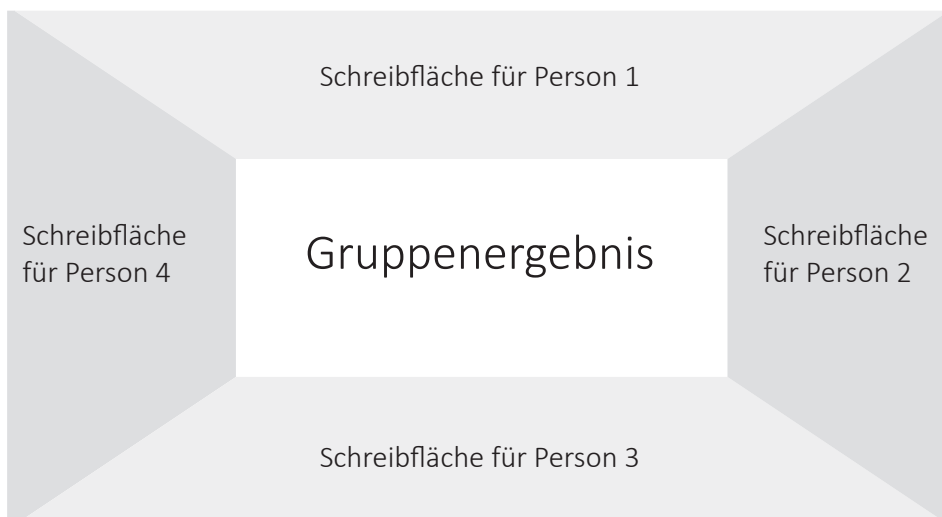 Schreibfläche für Person 1
Schreibfläche
für Person 4
Gruppenergebnis
Schreibfläche
für Person 2
Schreibfläche für Person 3